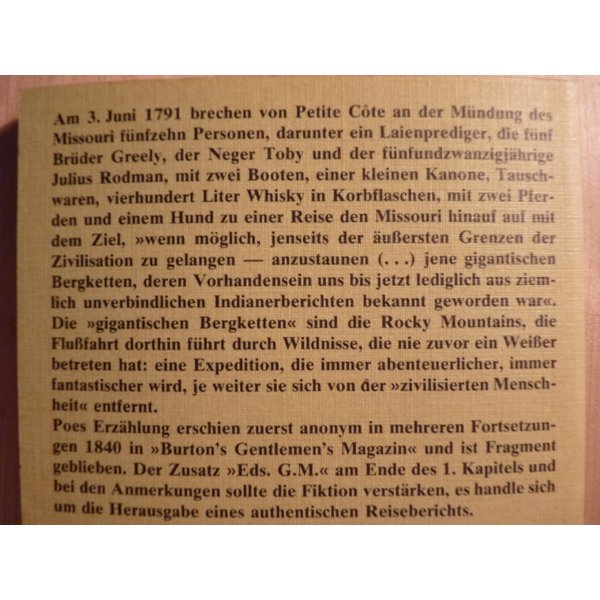 Am 3. Juni 1791 brechen von Petite Côte an der Mündung des
Missouri fünfzehn Personen, darunter ein Laienprediger, die fünf
Brüder Greely, der Neger Toby und der fünfundzwanzigjährige
Julius Rodman, mit zwei Booten, einer kleinen Kanone, Tausch-
waren, vierhundert Liter Whisky in Korbflaschen, mit zwei Pfer-
den und einem Hund zu einer Reise den Missouri hinauf auf mit
dem Ziel, »wenn möglich, jenseits der äußersten Grenzen der
Zivilisation zu gelangen — anzustaunen (...) jene gigantischen
Bergketten, deren Vorhandensein uns bis jetzt lediglich aus ziem-
lich unverbindlichen Indianerberichten bekannt geworden war«.
Die »gigantischen Bergketten« sind die Rocky Mountains, die
Flußfahrt dorthin führt durch Wildnisse, die nie zuvor ein Weißer
betreten hat: eine Expedition, die immer abenteuerlicher, immer
fantastischer wird, je weiter sie sich von der »zivilisierten Mensch-
heit« entfernt.
Poes Erzählung erschien zuerst anonym in mehreren Fortsetzun-
gen 1840 in »Burton's Gentlemen's Magazin« und ist Fragment
geblieben. Der Zusatz »Eds. G.M.« am Ende des 1. Kapitels und
bei den Anmerkungen sollte die Fiktion verstärken, es handle sich
um die Herausgabe eines authentischen Reiseberichts.